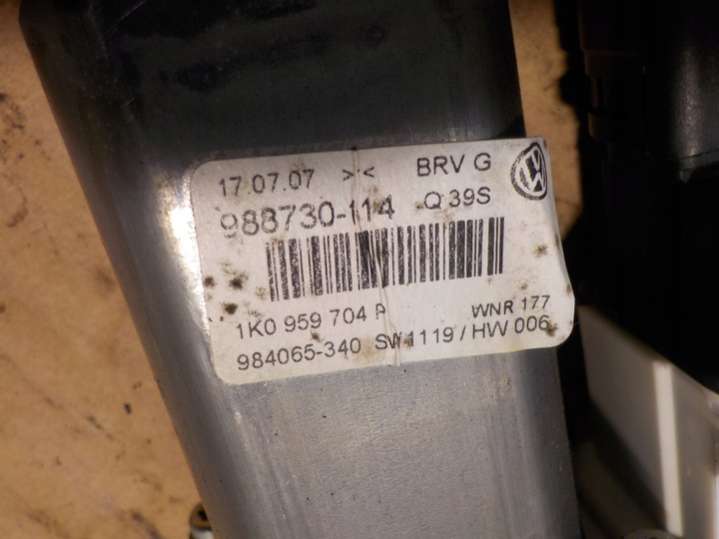 17.07.07 >< BRV G
988730-114 Q 39S
1K0 959 704 P WNR 177
984065-340 SW1119 / HW 006